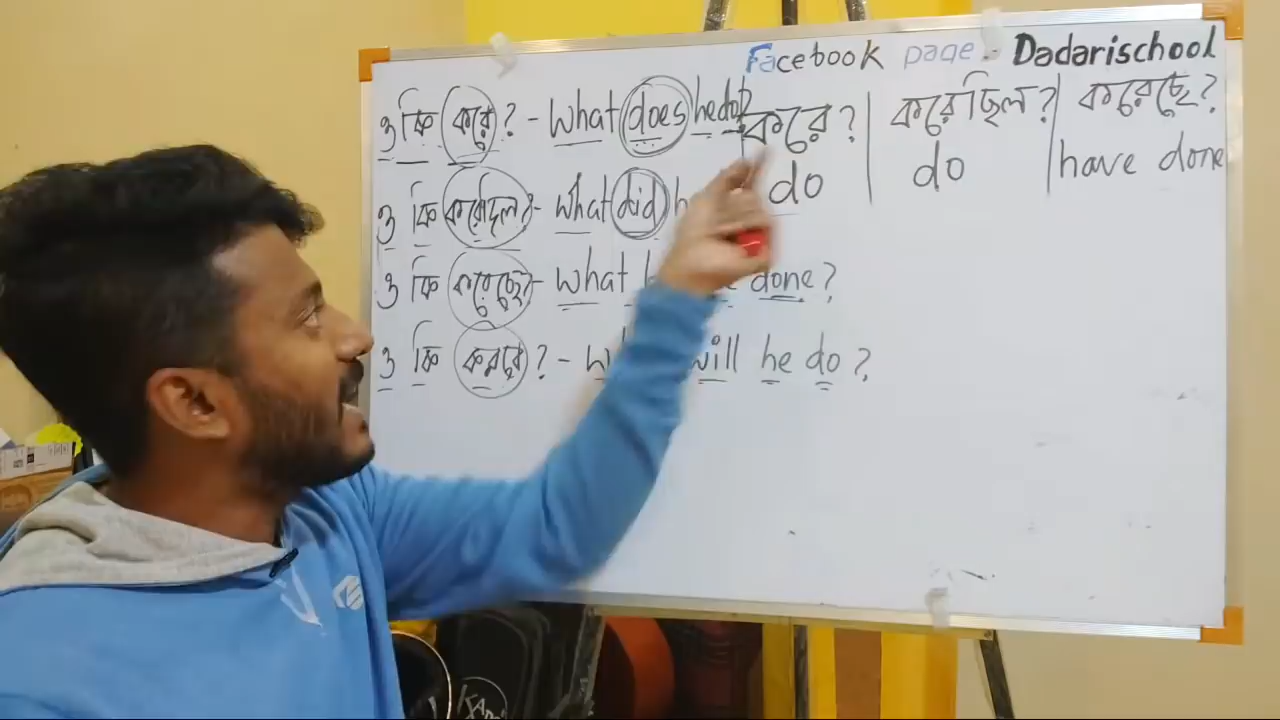 Facebook page - Dadarischool
ও কি করে? - what does he do?
ও কি করেছিল? - what did
ও কি করেছে? - what done?
ও কি করবে? - will he do?
করে? | করেছিল? | করেছে?
do | do | have done